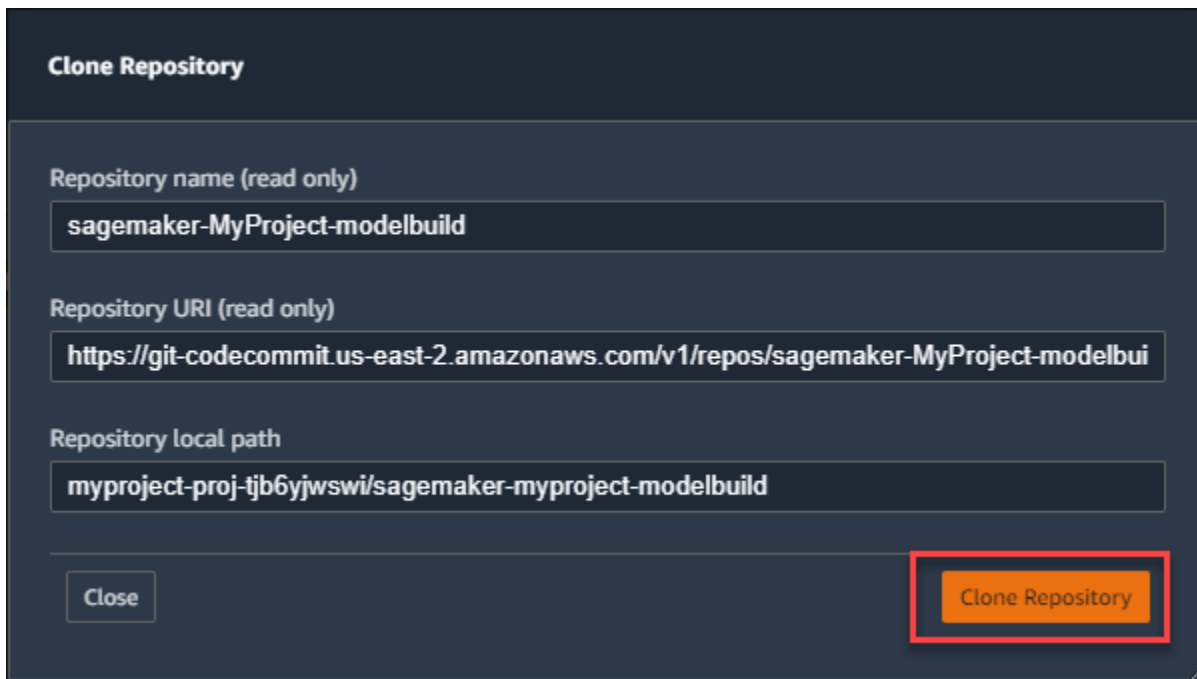 Clone Repository
Repository name (read only)
sagemaker-MyProject-modelbuild
Repository URI (read only)
https://git-codecommit.us-east-2.amazonaws.com/v1/repos/sagemaker-MyProject-modelbui
Repository local path
myproject-proj-tjb6yjwswi/sagemaker-myproject-modelbuild
Close
Clone Repository